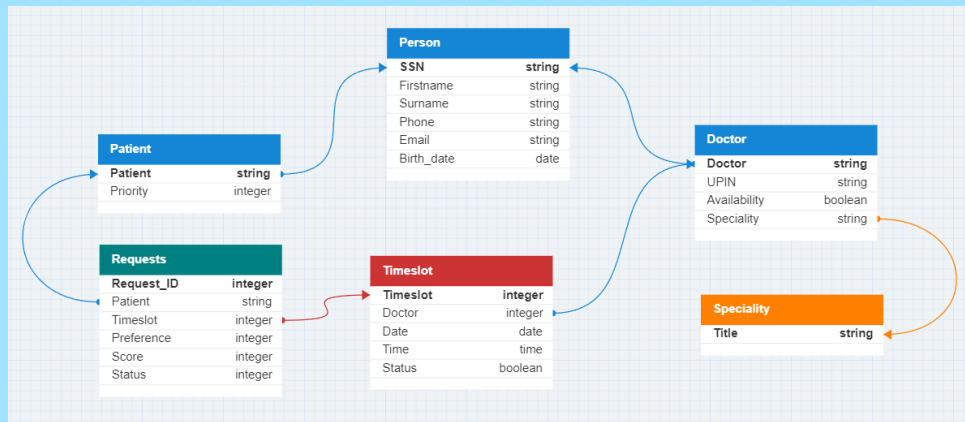 Person
SSN string
Firstname string
Surname string
Phone string
Email string
Birth_date date
Patient
Patient string
Priority integer
Doctor
Doctor string
UPIN string
Availability boolean
Speciality string
Requests
Request_ID integer
Patient string
Timeslot integer
Preference integer
Score integer
Status integer
Timeslot
Timeslot integer
Doctor integer
Date date
Time time
Status boolean
Speciality
Title string